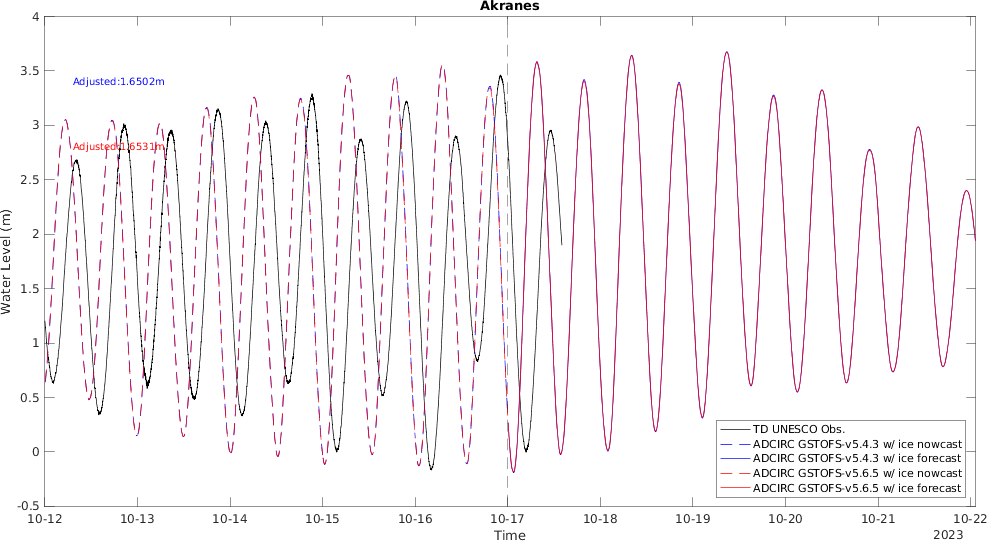 Akranes
4
3.5
3
2.5
2
1.5
1
0.5
0
-0.5
Water Level (m)
Adjusted:1.6502m
Adjusted:1.6531m
TD UNESCO Obs.
ADCIRC GSTOFS-v5.4.3 w/ ice nowcast
ADCIRC GSTOFS-v5.4.3 w/ ice forecast
ADCIRC GSTOFS-v5.6.5 w/ ice nowcast
ADCIRC GSTOFS-v5.6.5 w/ ice forecast
10-12 10-13 10-14 10-15 10-16 10-17 10-18 10-19 10-20 10-21 10-22
Time
2023